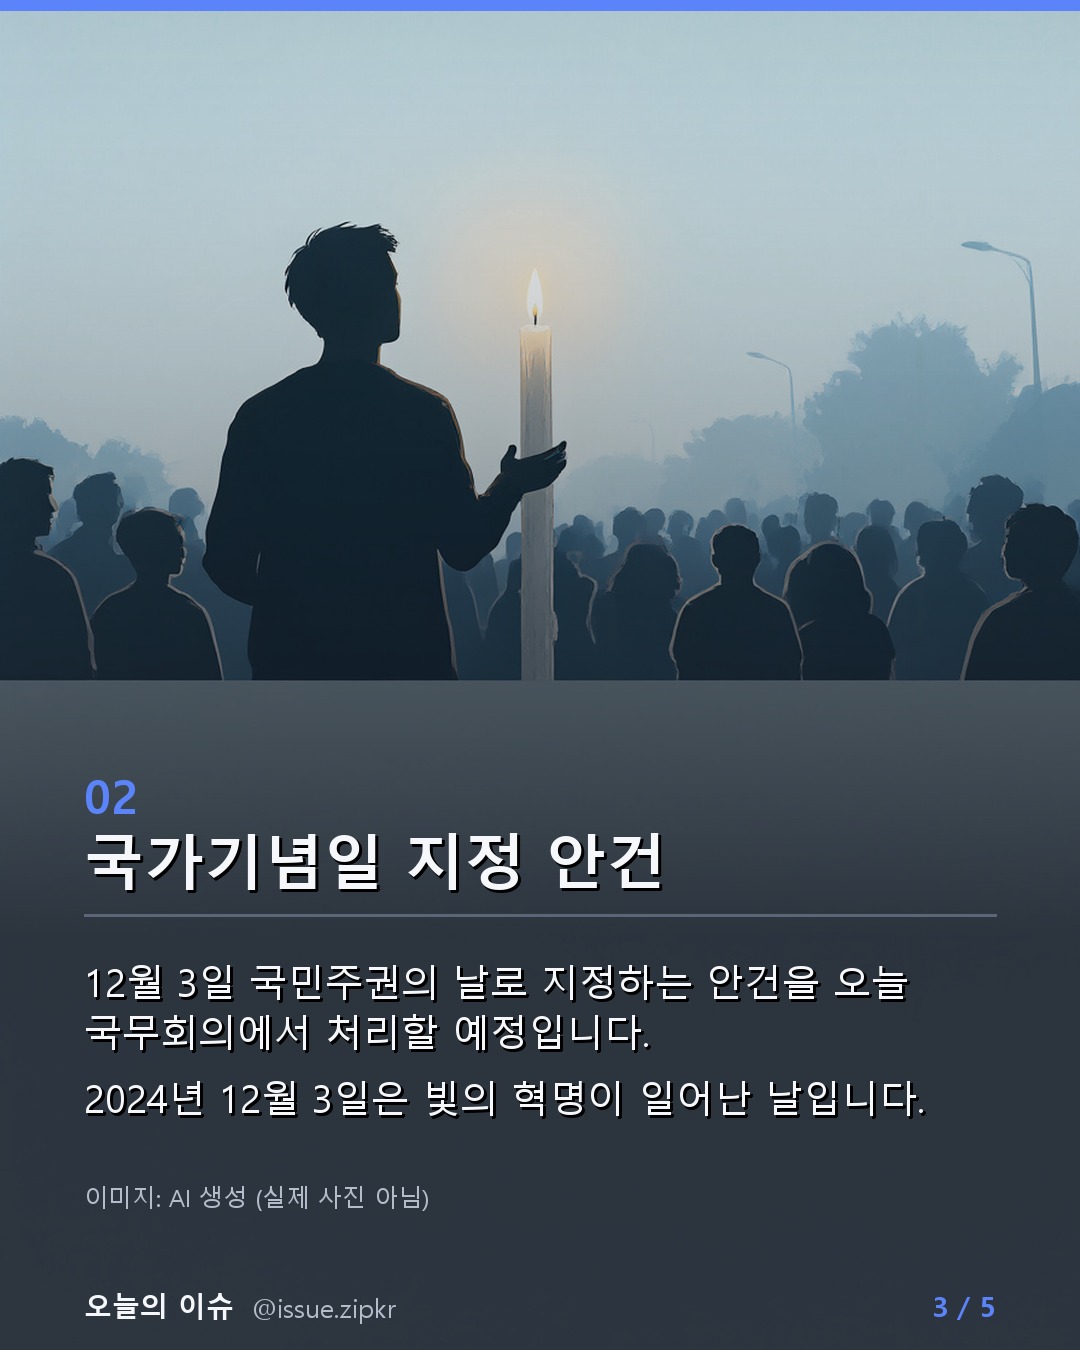 02
국가기념일 지정 안건
12월 3일 국민주권의 날로 지정하는 안건을 오늘
국무회의에서 처리할 예정입니다.
2024년 12월 3일은 빛의 혁명이 일어난 날입니다.
이미지: AI 생성 (실제 사진 아님)
오늘의 이슈 @issue.zipkr 3 / 5